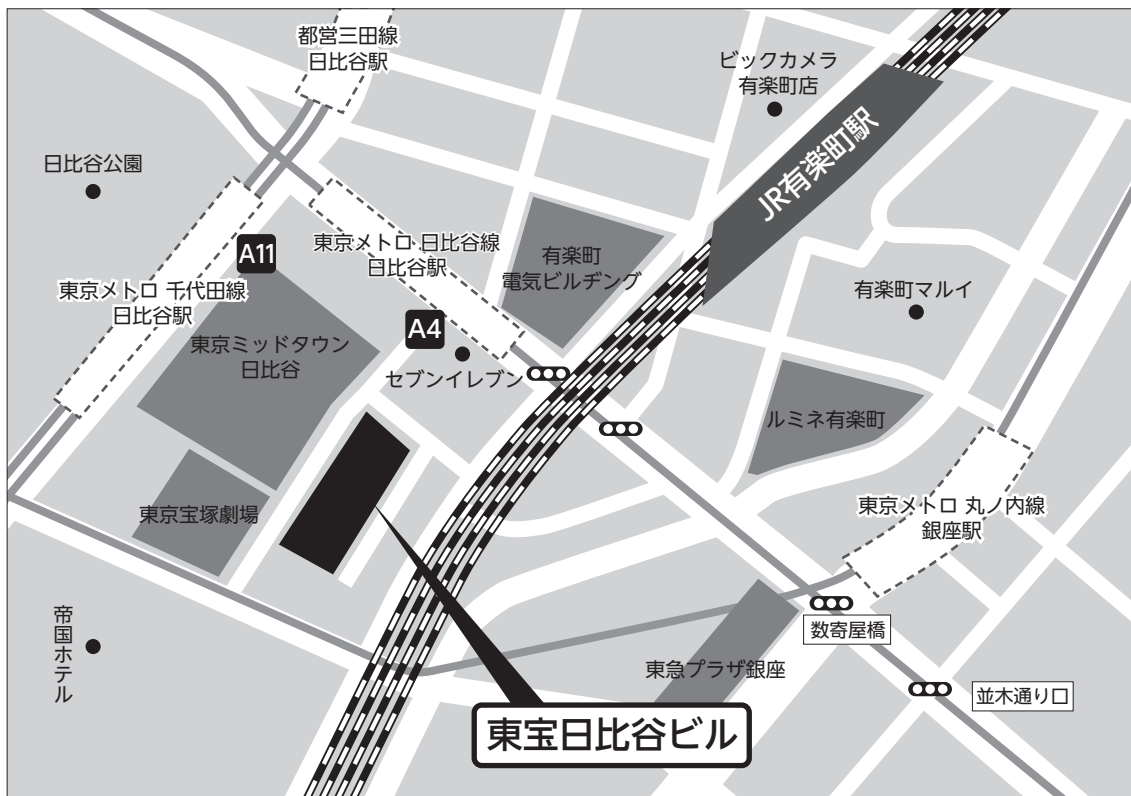 都営三田線
日比谷駅
ビックカメラ
有楽町店
JR有楽町駅
日比谷公園
東京メトロ 日比谷線
日比谷駅
A11
有楽町
電気ビルヂング
東京メトロ 千代田線
日比谷駅
有楽町マルイ
A4
東京ミッドタウン
日比谷
セブンイレブン
ルミネ有楽町
東京宝塚劇場
東京メトロ 丸ノ内線
銀座駅
帝国ホテル
数寄屋橋
東急プラザ銀座
並木通り口
東宝日比谷ビル